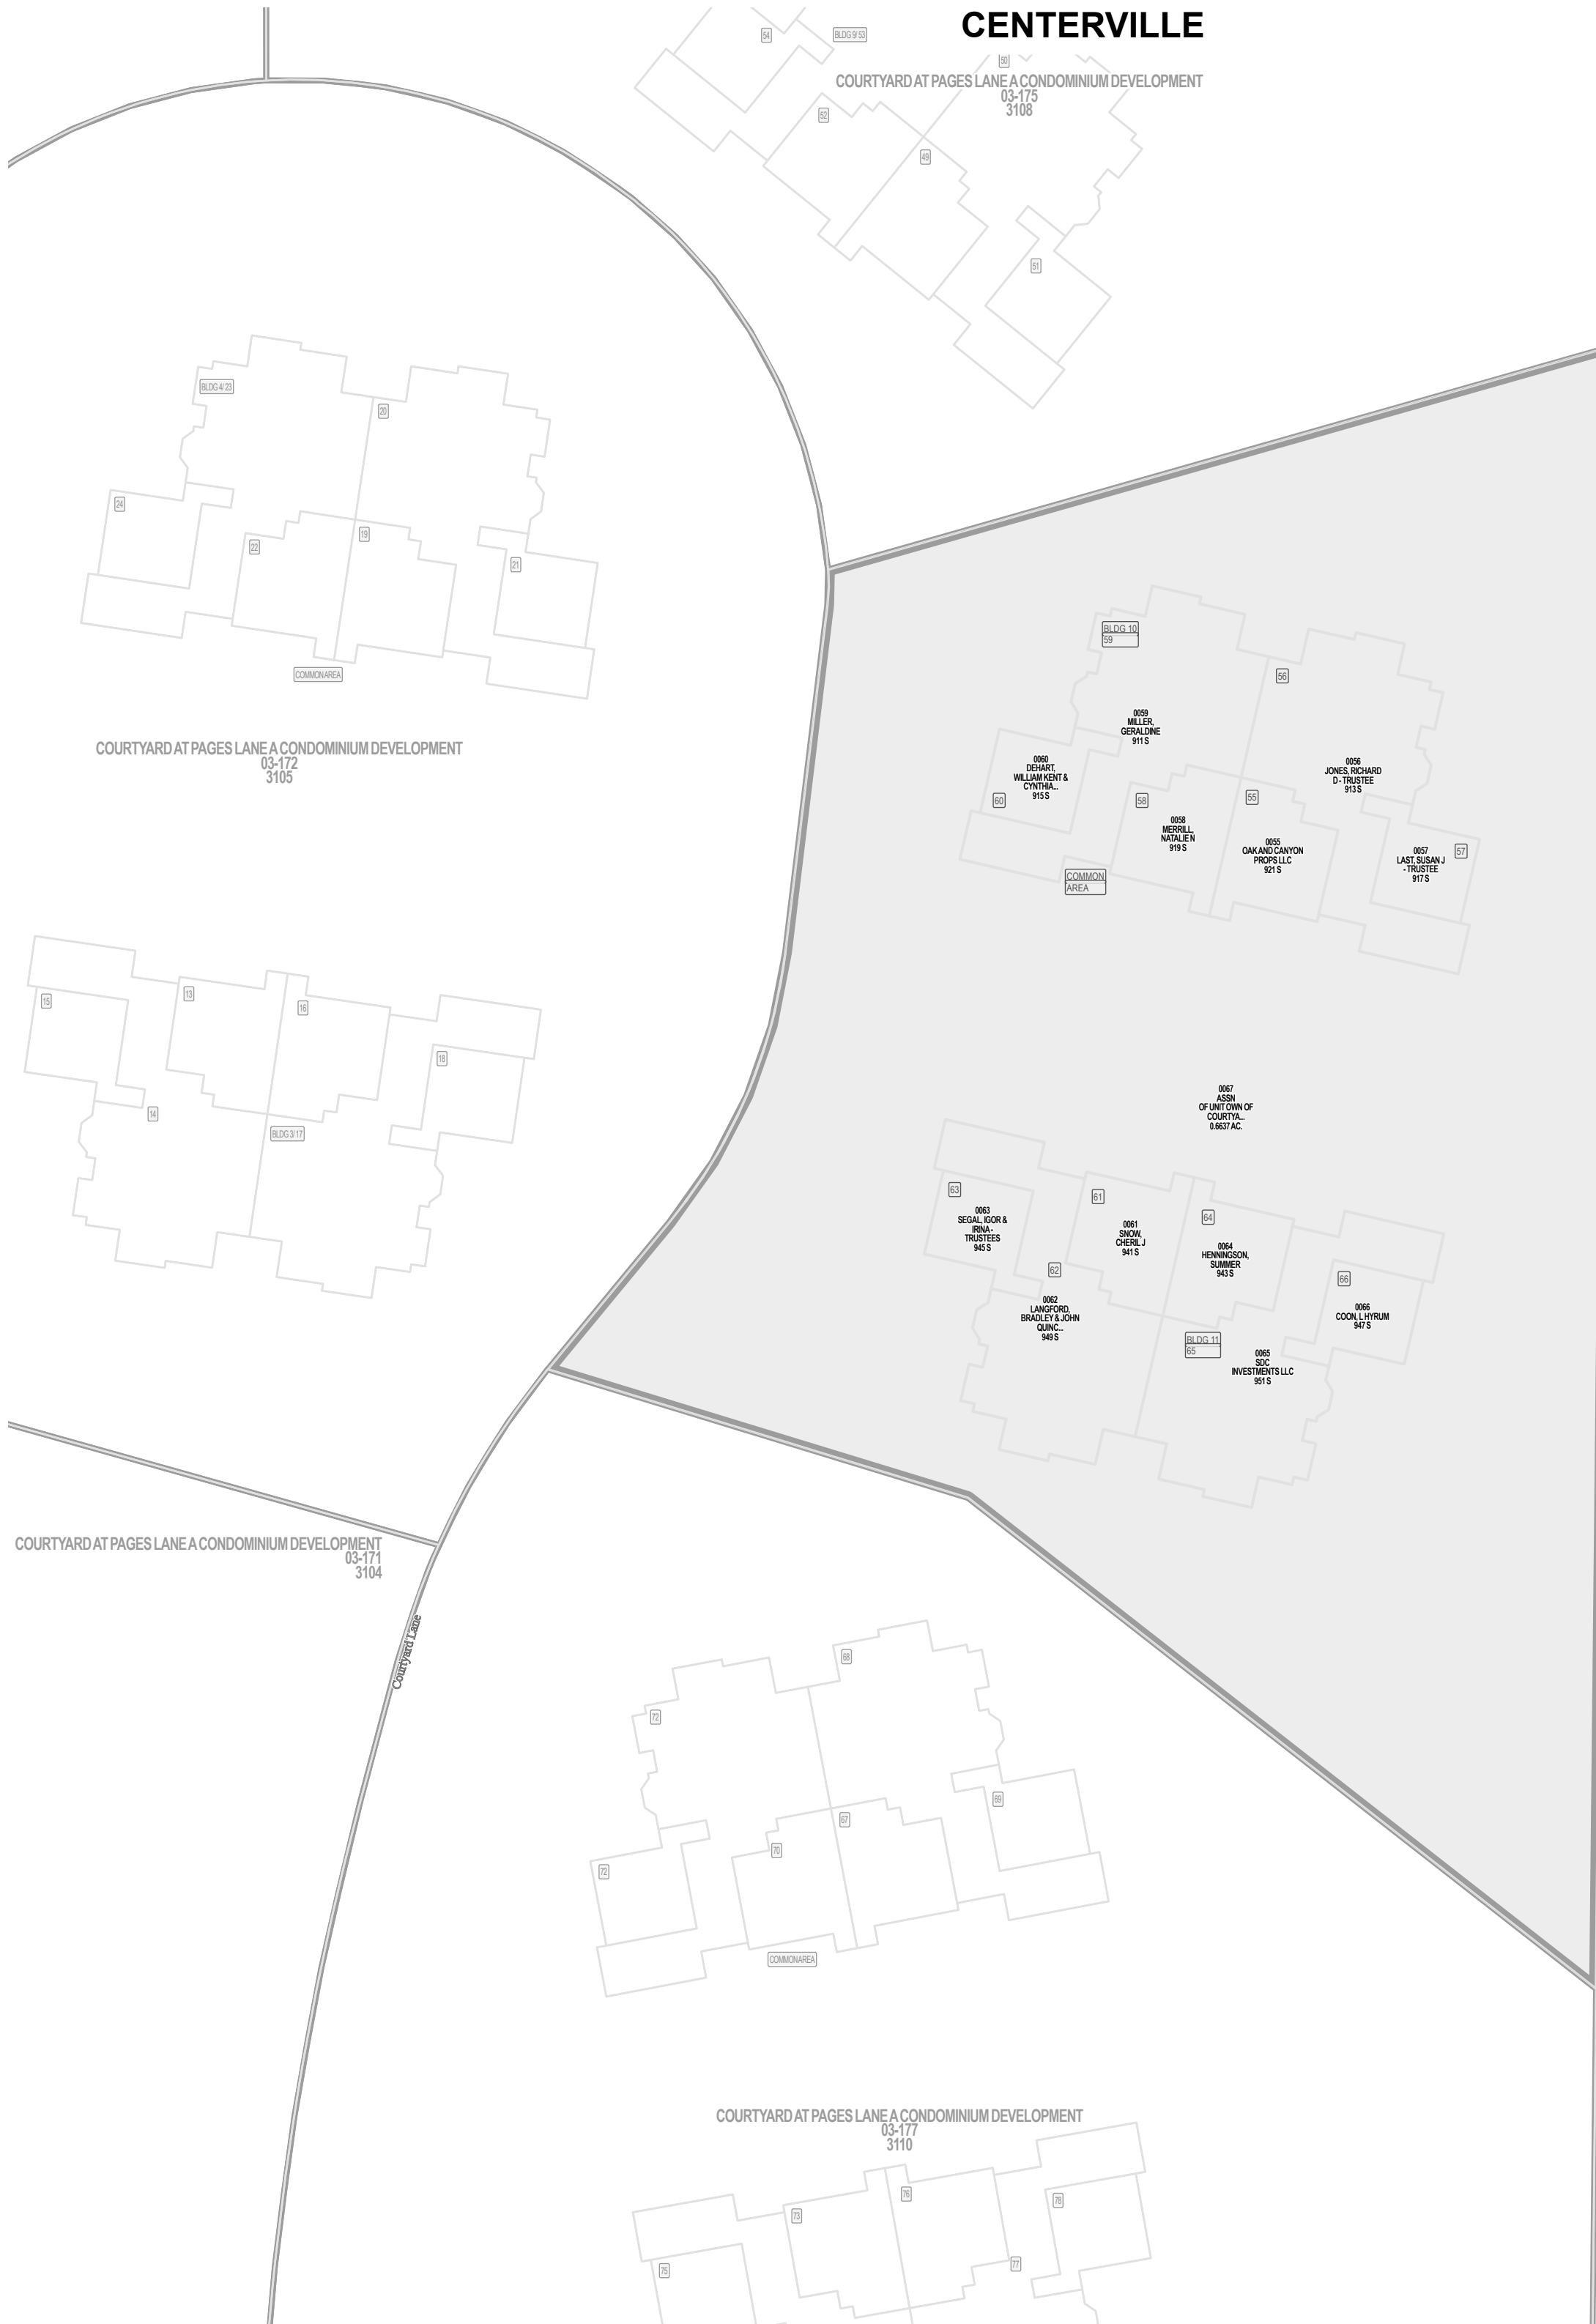 CENTERVILLE
54
BLDG 9/ 53
50
COURTYARD AT PAGES LANE A CONDOMINIUM DEVELOPMENT
03-175
3108
52
49
51
BLDG 4/ 23
20
24
22
19
21
COMMON AREA
COURTYARD AT PAGES LANE A CONDOMINIUM DEVELOPMENT
03-172
3105
BLDG 10
59
56
0059
MILLER,
GERALDINE
911 S
0060
DEHART,
WILLIAM KENT &
CYNTHIA...
915 S
60
0056
JONES, RICHARD
D - TRUSTEE
913 S
58
0058
MERRILL,
NATALIE N
919 S
55
0055
OAK AND CANYON
PROPS LLC
921 S
0057
LAST, SUSAN J
- TRUSTEE
917 S
57
COMMON
AREA
15
13
16
18
14
BLDG 3/ 17
0067
ASSN
OF UNIT OWN OF
COURTYA...
0.6637 AC.
63
0063
SEGAL, IGOR &
IRINA -
TRUSTEES
945 S
61
0061
SNOW,
CHERIL J
941 S
64
0064
HENNINGSON,
SUMMER
943 S
62
0062
LANGFORD,
BRADLEY & JOHN
QUINC...
949 S
66
0066
COON, L HYRUM
947 S
BLDG 11
65
0065
SDC
INVESTMENTS LLC
951 S
COURTYARD AT PAGES LANE A CONDOMINIUM DEVELOPMENT
03-171
3104
Courtyard Lane
68
72
69
67
70
72
COMMON AREA
COURTYARD AT PAGES LANE A CONDOMINIUM DEVELOPMENT
03-177
3110
76
78
73
77
75